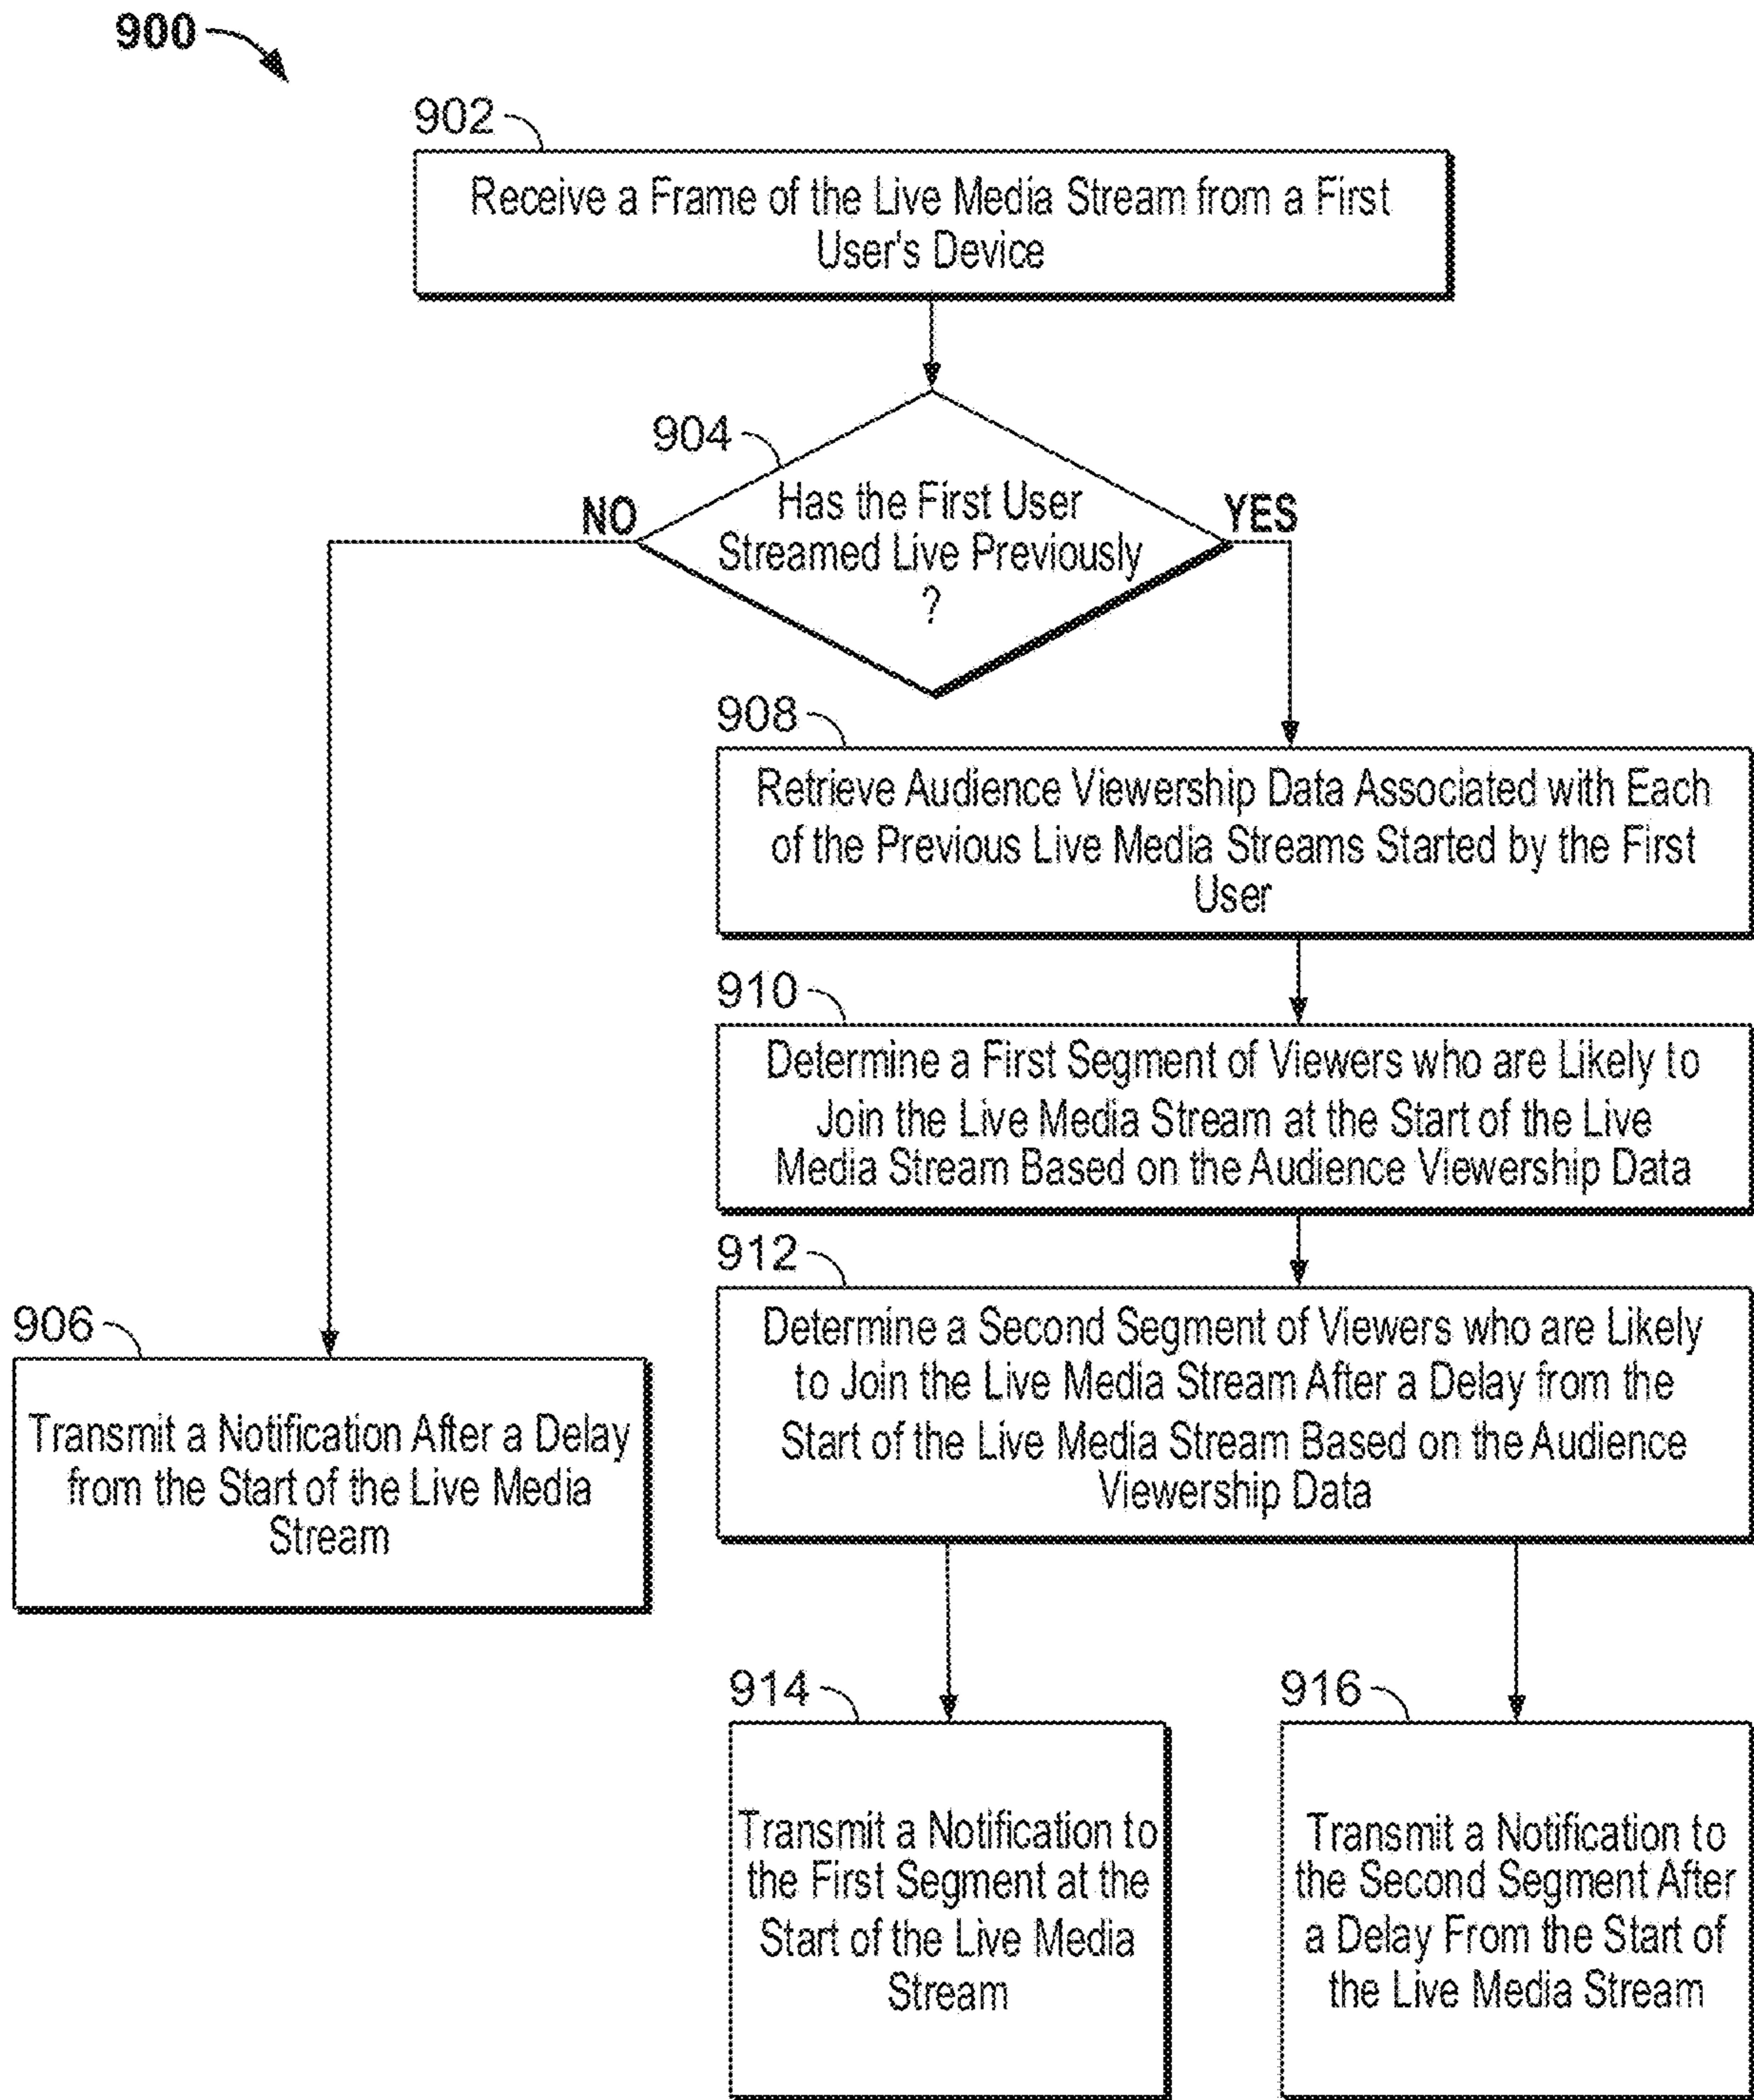 900
902
Receive a Frame of the Live Media Stream from a First
User's Device
904
NO
YES
Has the First User
Streamed Live Previously
?
908
Retrieve Audience Viewership Data Associated with Each
of the Previous Live Media Streams Started by the First
User
910
Determine a First Segment of Viewers who are Likely to
Join the Live Media Stream at the Start of the Live
Media Stream Based on the Audience Viewership Data
912
Determine a Second Segment of Viewers who are Likely
to Join the Live Media Stream After a Delay from the
Start of the Live Media Stream Based on the Audience
Viewership Data
906
Transmit a Notification After a Delay
from the Start of the Live Media
Stream
914
Transmit a Notification to
the First Segment at the
Start of the Live Media
Stream
916
Transmit a Notification to
the Second Segment After
a Delay From the Start of
the Live Media Stream